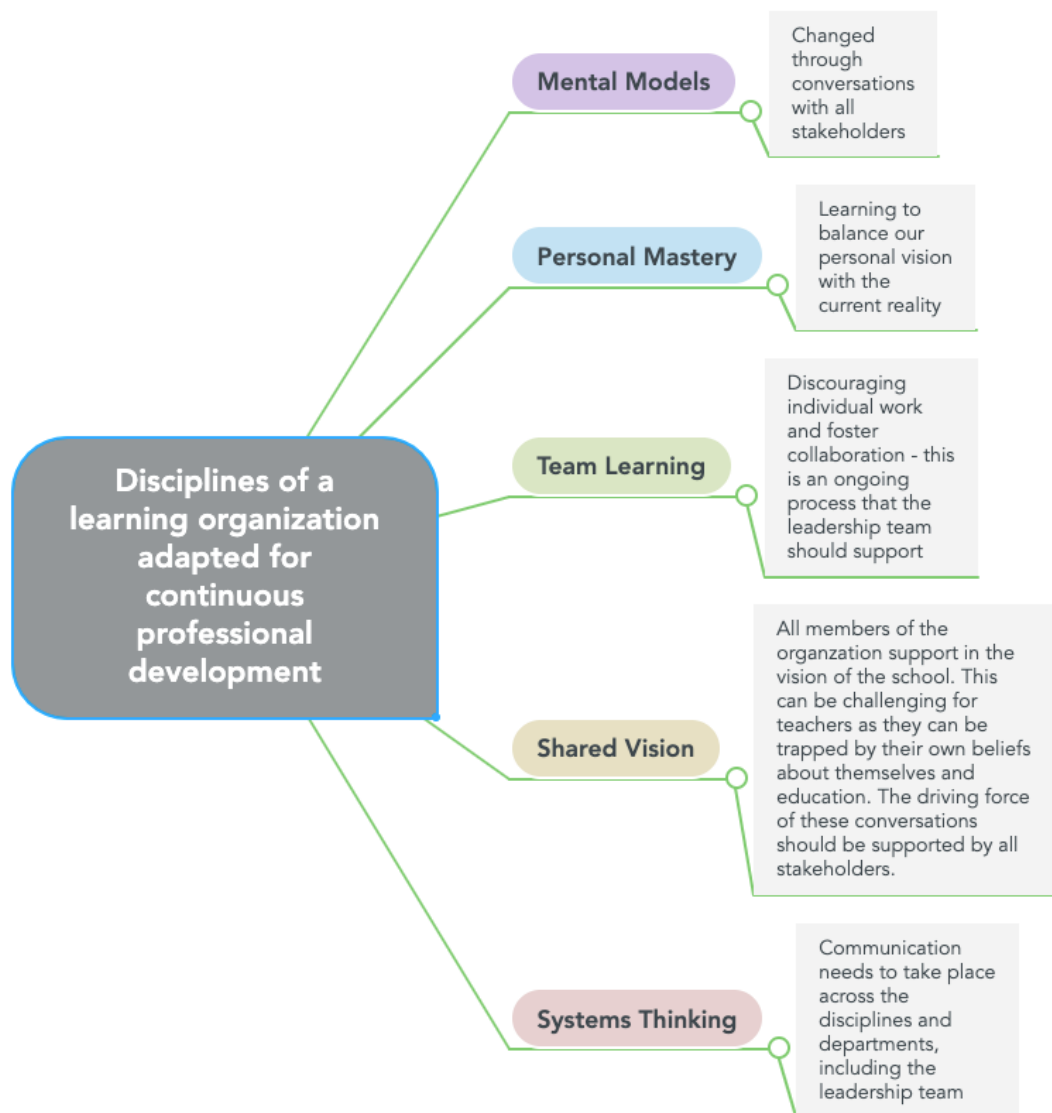 Mental Models
Changed
through
conversations
with all
stakeholders
Personal Mastery
Learning to
balance our
personal vision
with the
current reality
Disciplines of a
learning organization
adapted for
continuous
professional
development
Team Learning
Discouraging
individual work
and foster
collaboration - this
is an ongoing
process that the
leadership team
should support
Shared Vision
All members of the
organzation support in the
vision of the school. This
can be challenging for
teachers as they can be
trapped by their own beliefs
about themselves and
education. The driving force
of these conversations
should be supported by all
stakeholders.
Systems Thinking
Communication
needs to take place
across the
disciplines and
departments,
including the
leadership team